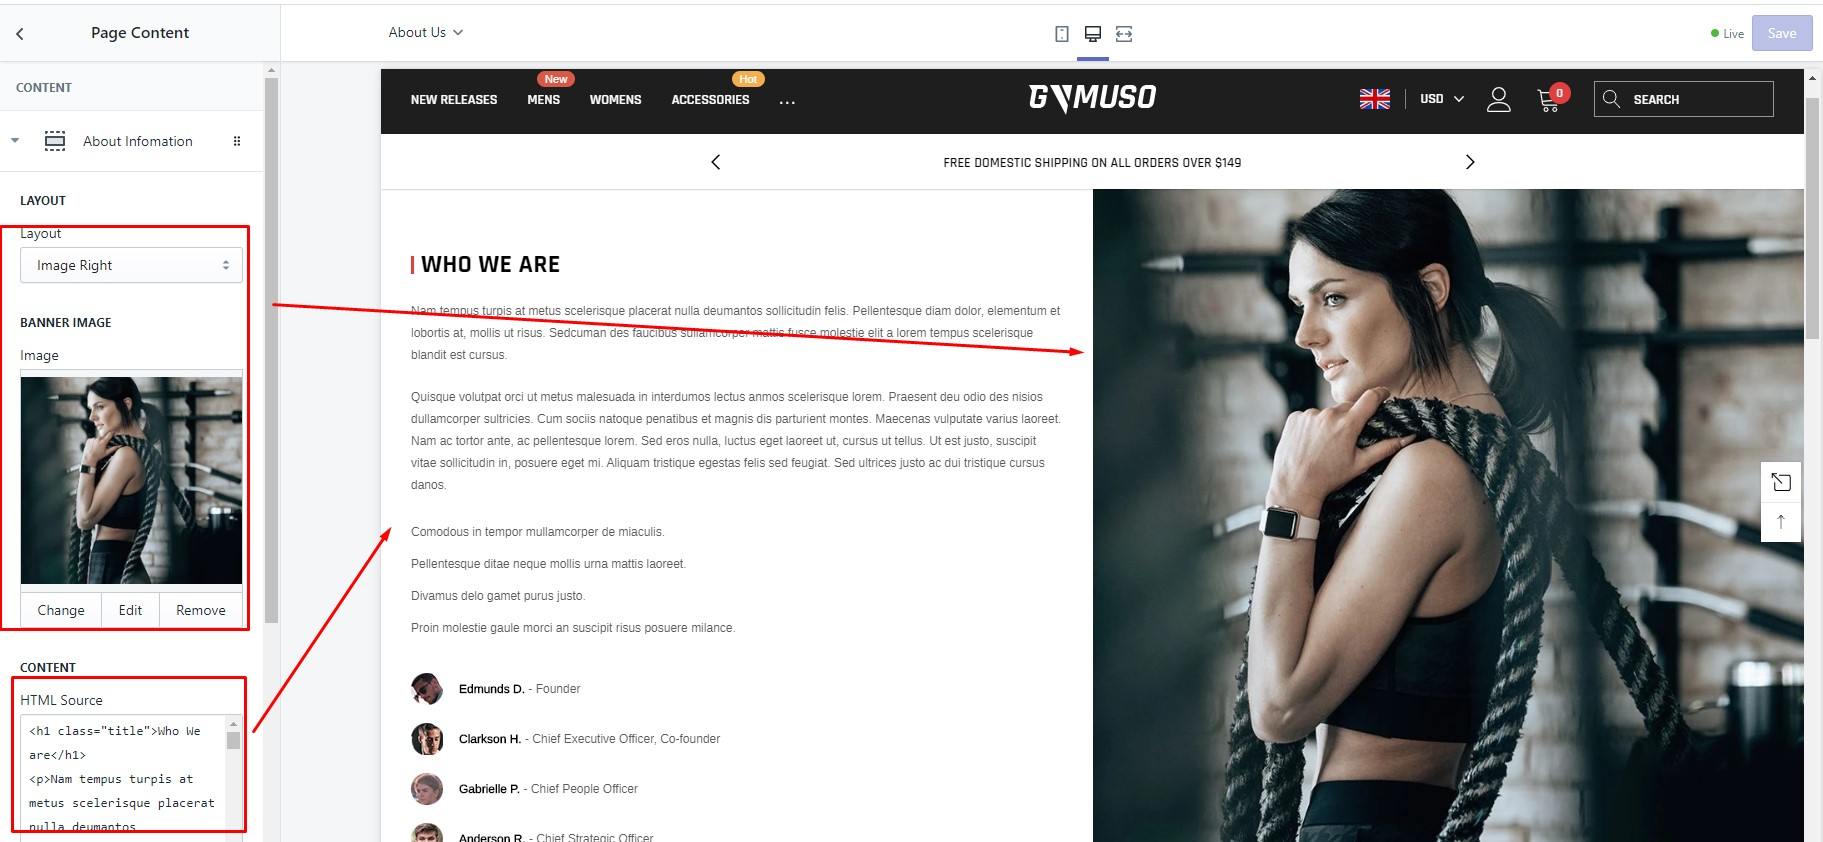 Page Content
About Us
Live
Save
CONTENT
About Infomation
LAYOUT
Layout
Image Right
BANNER IMAGE
Image
Change
Edit
Remove
CONTENT
HTML Source
<h1 class="title">Who We
are</h1>
<p>Nam tempus turpis at
metus scelerisque placerat
nulla deumantos
New
Hot
NEW RELEASES
MENS
WOMENS
ACCESSORIES
...
GYMUSO
USD
0
SEARCH
FREE DOMESTIC SHIPPING ON ALL ORDERS OVER $149
WHO WE ARE
Nam tempus turpis at metus scelerisque placerat nulla deumantos sollicitudin felis. Pellentesque diam dolor, elementum et
lobortis at, mollis ut risus. Sedcuman des faucibus sullamcorper mattis fusce molestie elit a lorem tempus scelerisque
blandit est cursus.
Quisque volutpat orci ut metus malesuada in interdumos lectus anmos scelerisque lorem. Praesent deu odio des nisios
dullamcorper sultricies. Cum sociis natoque penatibus et magnis dis parturient montes. Maecenas vulputate varius laoreet.
Nam ac tortor ante, ac pellentesque lorem. Sed eros nulla, luctus eget laoreet ut, cursus ut tellus. Ut est justo, suscipit
vitae sollicitudin in, posuere eget mi. Aliquam tristique egestas felis sed feugiat. Sed ultrices justo ac dui tristique cursus
danos.
Comodous in tempor mullamcorper de miaculis.
Pellentesque ditae neque mollis urna mattis laoreet.
Divamus delo gamet purus justo.
Proin molestie gaule morci an suscipit risus posuere milance.
Edmunds D. - Founder
Clarkson H. - Chief Executive Officer, Co-founder
Gabrielle P. - Chief People Officer
Anderson R. - Chief Strategic Officer